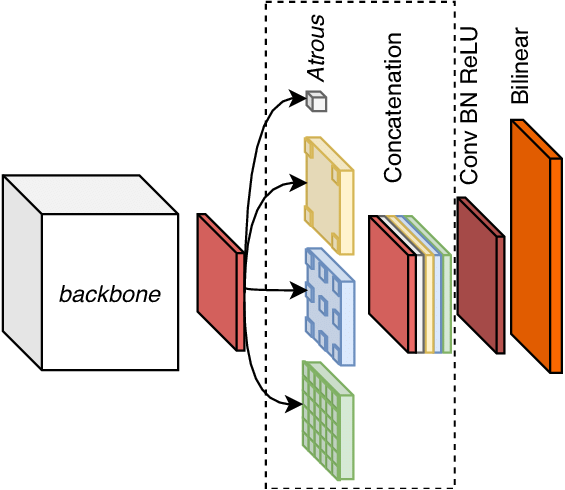 backbone
Atrous
Concatenation
Conv BN ReLU
Bilinear